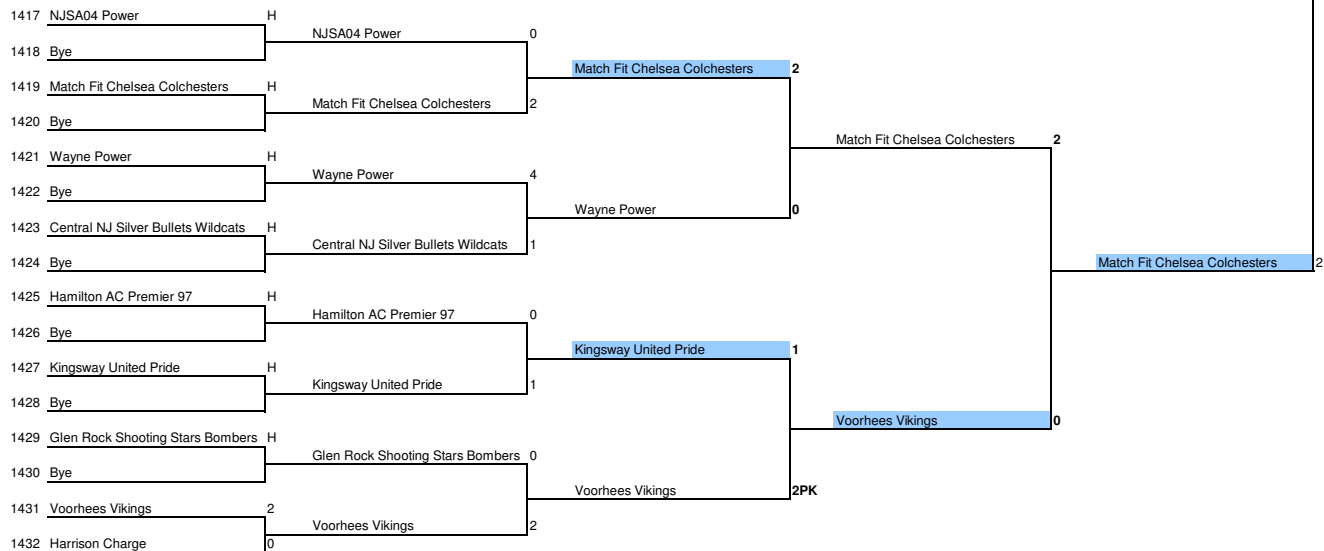 1417 NJSA04 Power H
NJSA04 Power 0
1418 Bye
Match Fit Chelsea Colchesters 2
1419 Match Fit Chelsea Colchesters H
Match Fit Chelsea Colchesters 2
1420 Bye
Match Fit Chelsea Colchesters 2
1421 Wayne Power H
Wayne Power 4
1422 Bye
Wayne Power 0
1423 Central NJ Silver Bullets Wildcats H
Central NJ Silver Bullets Wildcats 1
1424 Bye
Match Fit Chelsea Colchesters 2
1425 Hamilton AC Premier 97 H
Hamilton AC Premier 97 0
1426 Bye
Kingsway United Pride 1
1427 Kingsway United Pride H
Kingsway United Pride 1
1428 Bye
Voorhees Vikings 0
1429 Glen Rock Shooting Stars Bombers H
Glen Rock Shooting Stars Bombers 0
1430 Bye
Voorhees Vikings 2PK
1431 Voorhees Vikings 2
Voorhees Vikings 2
1432 Harrison Charge 0